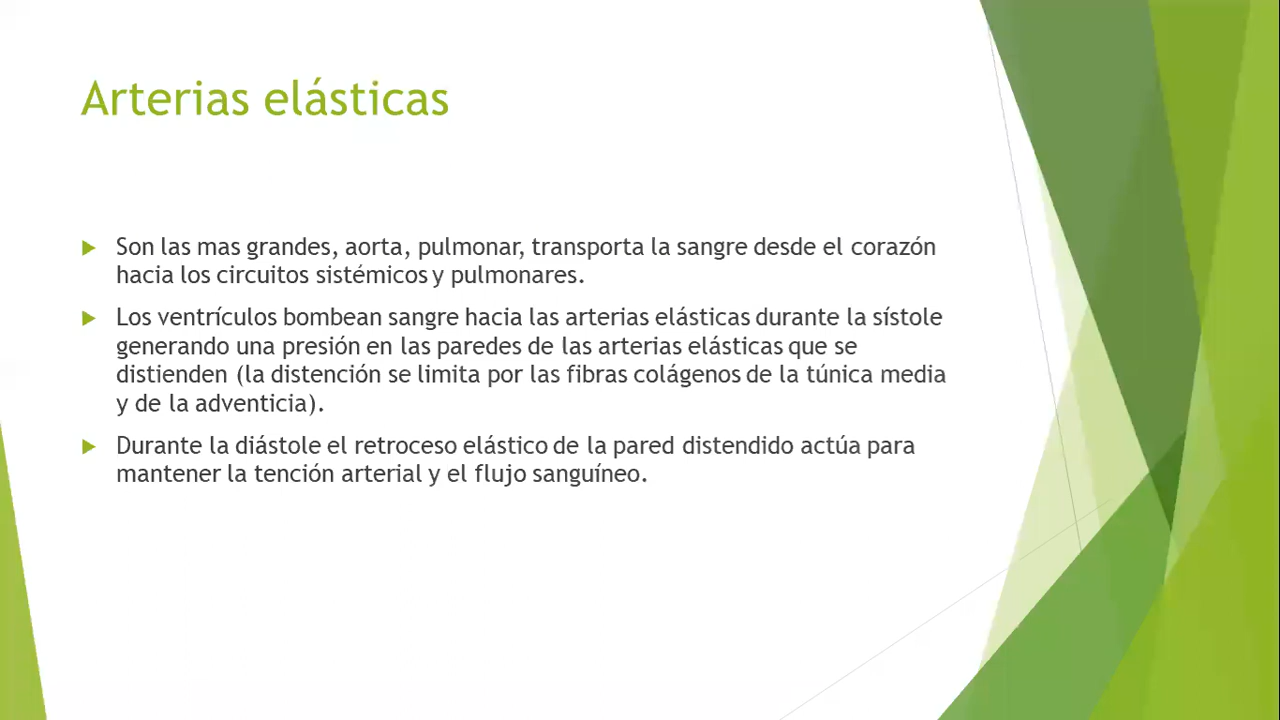 Arterias elásticas
Son las mas grandes, aorta, pulmonar, transporta la sangre desde el corazón
hacia los circuitos sistémicos y pulmonares.
Los ventrículos bombean sangre hacia las arterias elásticas durante la sístole
generando una presión en las paredes de las arterias elásticas que se
distienden (la distención se limita por las fibras colágenos de la túnica media
y de la adventicia).
Durante la diástole el retroceso elástico de la pared distendido actúa para
mantener la tención arterial y el flujo sanguíneo.